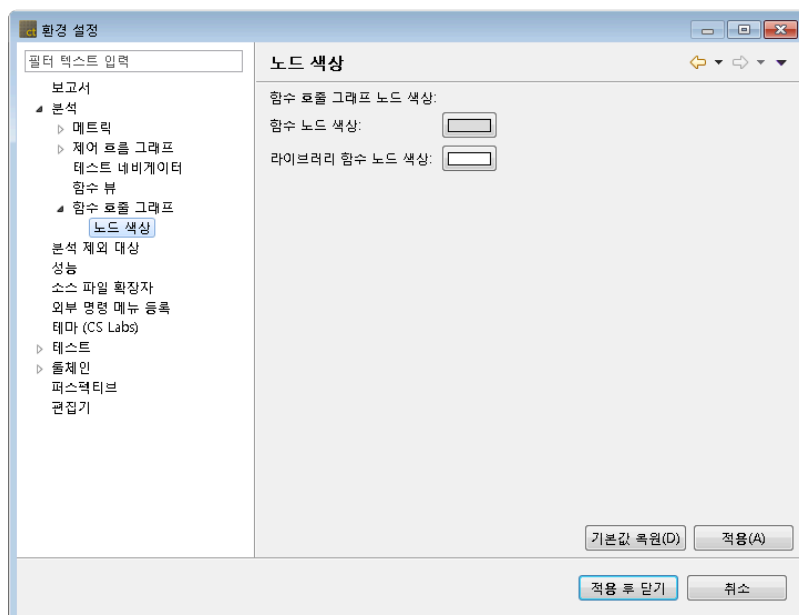 ct 환경 설정
필터 텍스트 입력
보고서
분석
메트릭
제어 흐름 그래프
테스트 네비게이터
함수 뷰
함수 호출 그래프
노드 색상
분석 제외 대상
성능
소스 파일 확장자
외부 명령 메뉴 등록
테마 (CS Labs)
테스트
툴체인
퍼스펙티브
편집기
노드 색상
함수 호출 그래프 노드 색상:
함수 노드 색상:
라이브러리 함수 노드 색상:
기본값 복원(D) 적용(A)
적용 후 닫기 취소